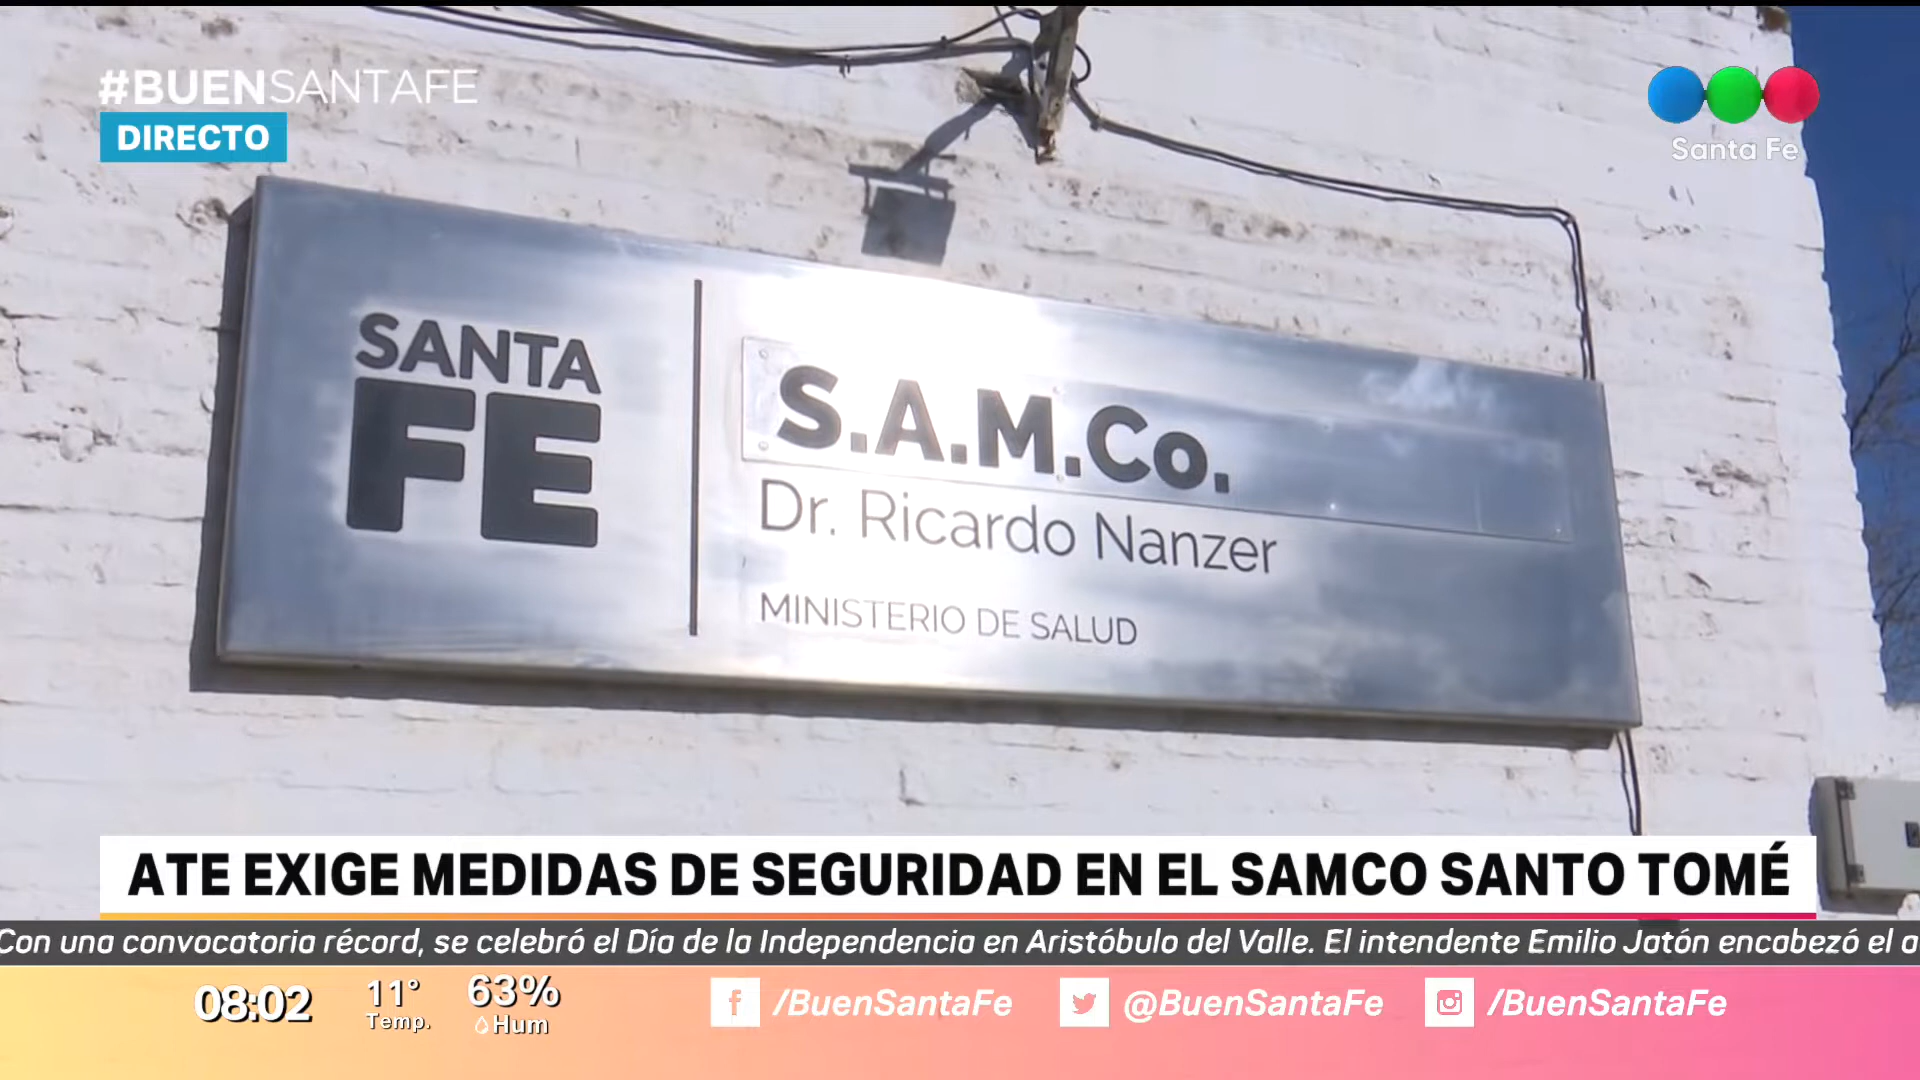 #BUENSANTAFE
DIRECTO
Santa Fe
SANTA
FE
S.A.M.Co.
Dr. Ricardo Nanzer
MINISTERIO DE SALUD
ATE EXIGE MEDIDAS DE SEGURIDAD EN EL SAMCO SANTO TOMÉ
Con una convocatoria récord, se celebró el Día de la Independencia en Aristóbulo del Valle. El intendente Emilio Jatón encabezó el a
08:02
11°
Temp.
63%
Hum
/BuenSantaFe
@BuenSantaFe
/BuenSantaFe